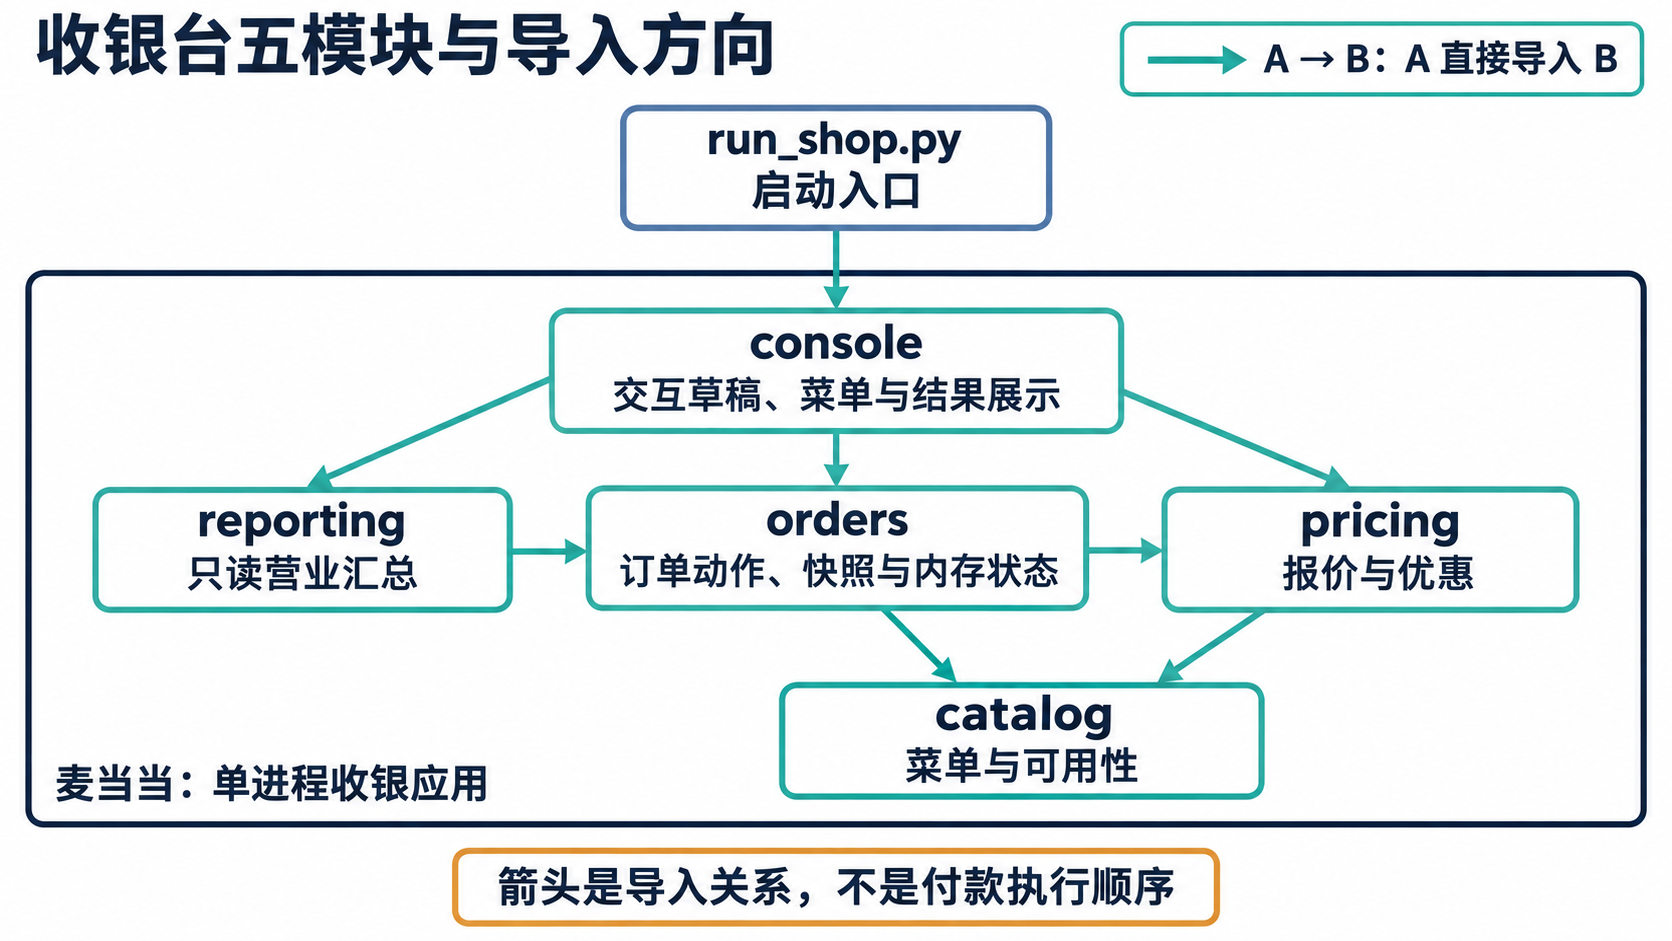 收银台五模块与导入方向
A → B：A 直接导入 B
run_shop.py
启动入口
console
交互草稿、菜单与结果展示
reporting
只读营业汇总
orders
订单动作、快照与内存状态
pricing
报价与优惠
catalog
菜单与可用性
麦当当：单进程收银应用
箭头是导入关系，不是付款执行顺序